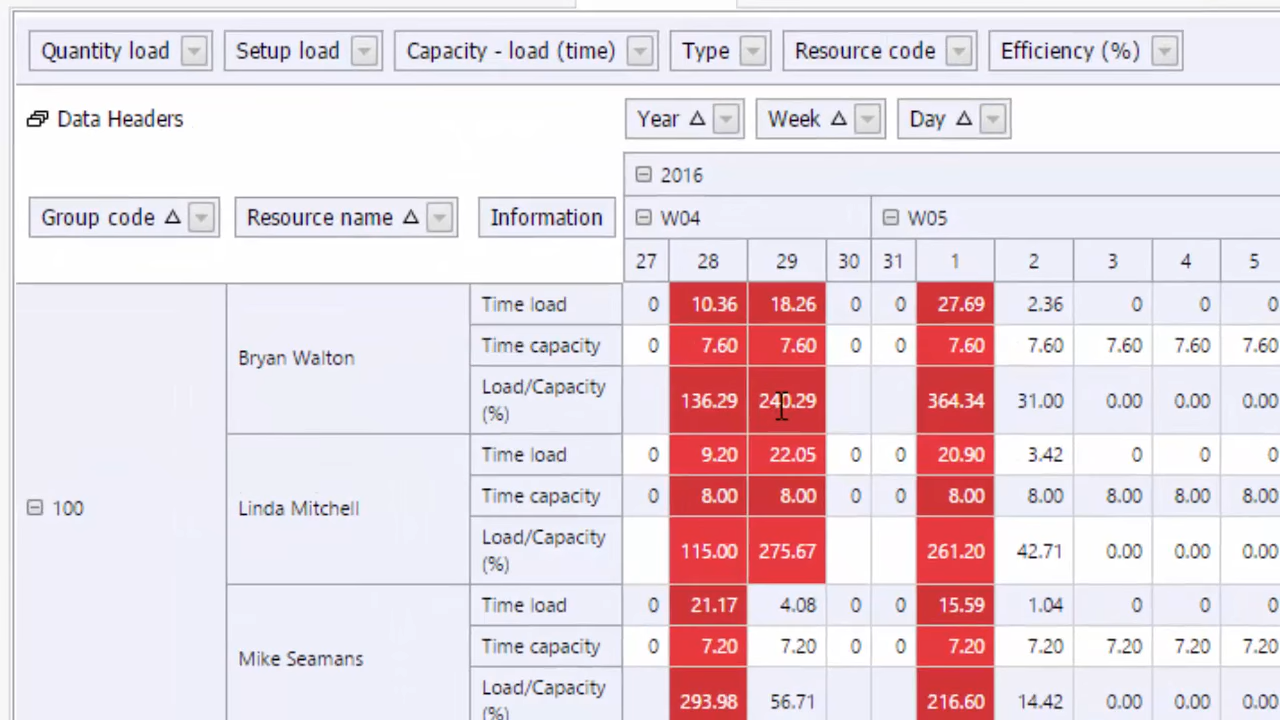 Quantity load Setup load Capacity - load (time) Type Resource code Efficiency (%)
Data Headers
Year Week Day
2016
Group code Resource name Information
W04 W05
27 28 29 30 31 1 2 3 4 5
Time load 0 10.36 18.26 0 0 27.69 2.36 0 0 0
Bryan Walton
Time capacity 0 7.60 7.60 0 0 7.60 7.60 7.60 7.60 7.60
Load/Capacity
(%) 136.29 240.29 364.34 31.00 0.00 0.00 0.00
Time load 0 9.20 22.05 0 0 20.90 3.42 0 0 0
100
Linda Mitchell
Time capacity 0 8.00 8.00 0 0 8.00 8.00 8.00 8.00 8.00
Load/Capacity
(%) 115.00 275.67 261.20 42.71 0.00 0.00 0.00
Time load 0 21.17 4.08 0 0 15.59 1.04 0 0 0
Mike Seamans
Time capacity 0 7.20 7.20 0 0 7.20 7.20 7.20 7.20 7.20
Load/Capacity
(%) 293.98 56.71 216.60 14.42 0.00 0.00 0.00